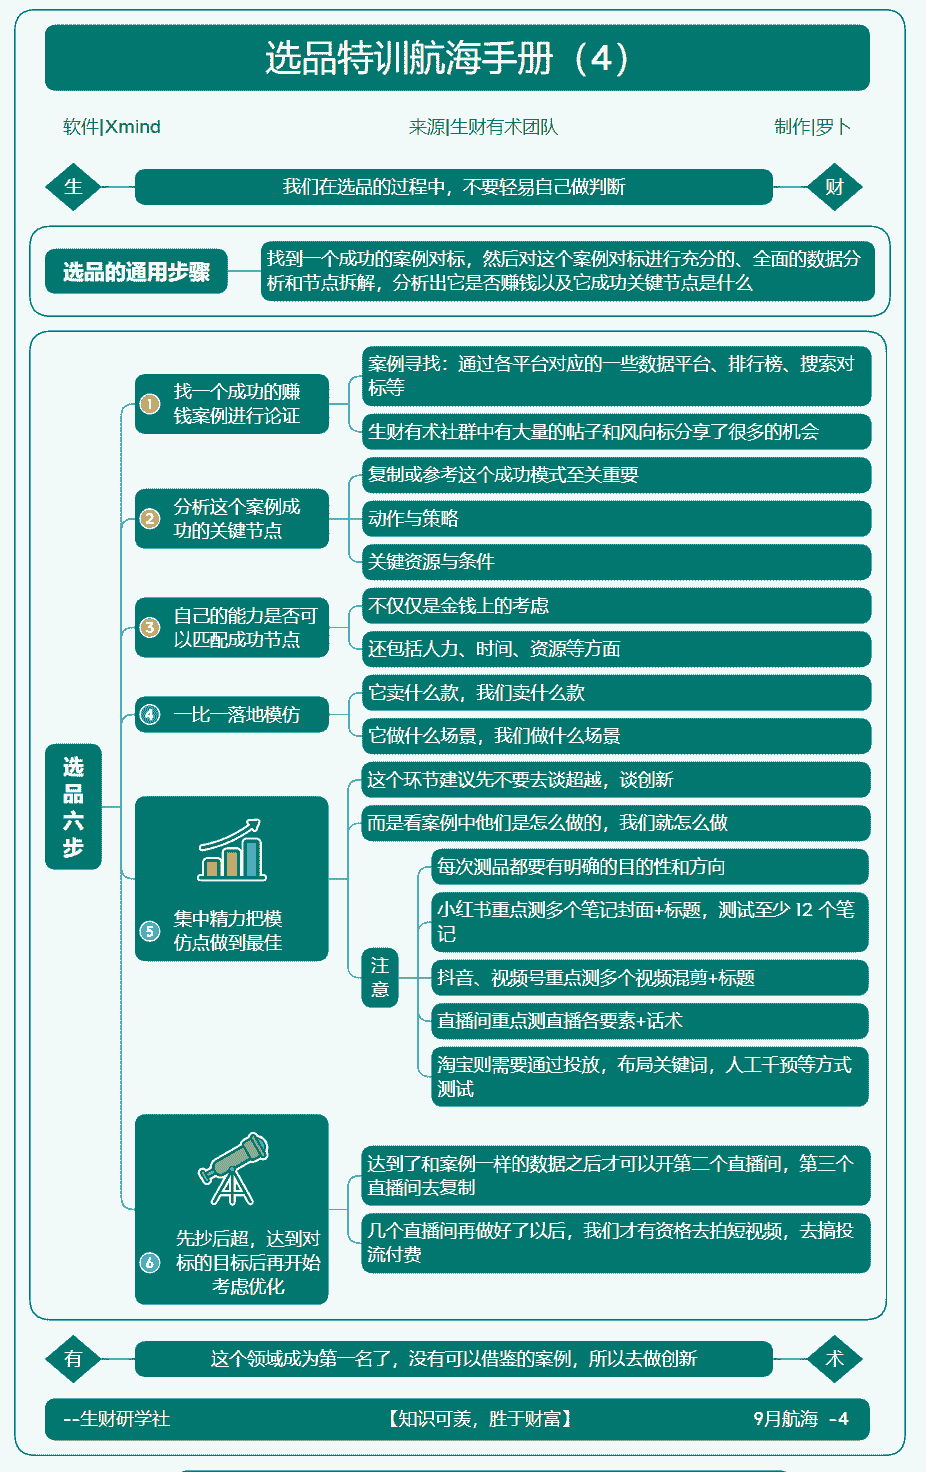 选品特训航海手册（4）
软件|Xmind
来源|生财有术团队
制作|罗卜
生
我们在选品的过程中，不要轻易自己做判断
财
选品的通用步骤
找到一个成功的案例对标，然后对这个案例对标进行充分的、全面的数据分
析和节点拆解，分析出它是否赚钱以及它成功关键节点是什么
选
品
六
步
1
找一个成功的赚
钱案例进行论证
案例寻找：通过各平台对应的一些数据平台、排行榜、搜索对
标等
生财有术社群中有大量的帖子和风向标分享了很多的机会
2
分析这个案例成
功的关键节点
复制或参考这个成功模式至关重要
动作与策略
关键资源与条件
3
自己的能力是否可
以匹配成功节点
不仅仅是金钱上的考虑
还包括人力、时间、资源等方面
4
一比一落地模仿
它卖什么款，我们卖什么款
它做什么场景，我们做什么场景
5
集中精力把模
仿点做到最佳
这个环节建议先不要去谈超越，谈创新
而是看案例中他们是怎么做的，我们就怎么做
注
意
每次测品都要有明确的目的性和方向
小红书重点测多个笔记封面+标题，测试至少 12 个笔
记
抖音、视频号重点测多个视频混剪+标题
直播间重点测直播各要素+话术
淘宝则需要通过投放，布局关键词，人工干预等方式
测试
6
先抄后超，达到对
标的目标后再开始
考虑优化
达到了和案例一样的数据之后才可以开第二个直播间，第三个
直播间去复制
几个直播间再做好了以后，我们才有资格去拍短视频，去搞投
流付费
有
这个领域成为第一名了，没有可以借鉴的案例，所以去做创新
术
--生财研学社
【知识可羡，胜于财富】
9月航海 -4